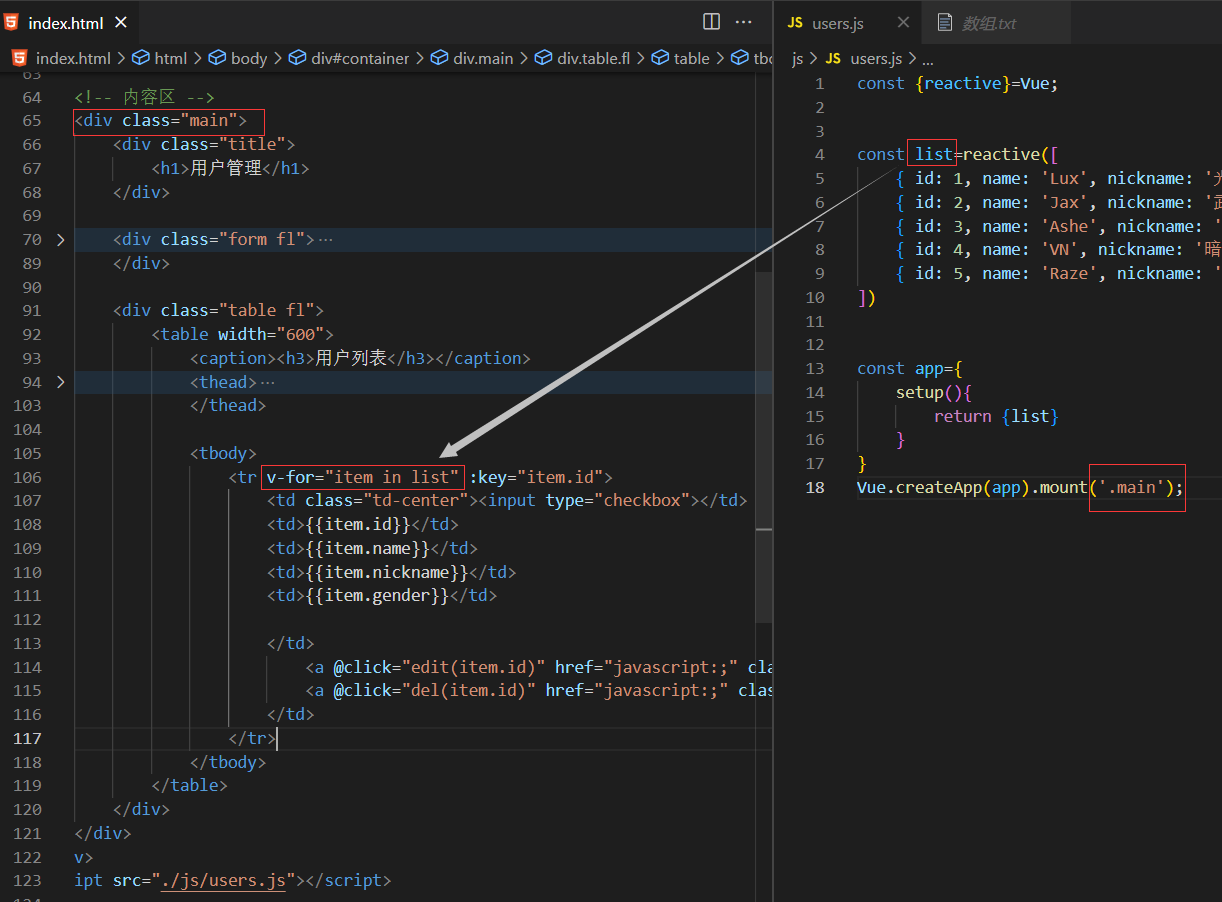 index.html
index.html > html > body > div#container > div.main > div.table.fl > table > tbo
63
64 <!-- 内容区 -->
65 <div class="main">
66 <div class="title">
67 <h1>用户管理</h1>
68 </div>
69
70 <div class="form fl">…
89 </div>
90
91 <div class="table fl">
92 <table width="600">
93 <caption><h3>用户列表</h3></caption>
94 <thead>…
103 </thead>
104
105 <tbody>
106 <tr v-for="item in list" :key="item.id">
107 <td class="td-center"><input type="checkbox"></td>
108 <td>{{item.id}}</td>
109 <td>{{item.name}}</td>
110 <td>{{item.nickname}}</td>
111 <td>{{item.gender}}</td>
112
113 </td>
114 <a @click="edit(item.id)" href="javascript:;" cla
115 <a @click="del(item.id)" href="javascript:;" clas
116 </td>
117 </tr>
118 </tbody>
119 </table>
120 </div>
121 </div>
122 v>
123 ipt src="./js/users.js"></script>
124
JS users.js
数组.txt
js > JS users.js > ...
1 const {reactive}=Vue;
2
3
4 const list=reactive([
5 { id: 1, name: 'Lux', nickname: '光
6 { id: 2, name: 'Jax', nickname: '武
7 { id: 3, name: 'Ashe', nickname: '
8 { id: 4, name: 'VN', nickname: '暗
9 { id: 5, name: 'Raze', nickname: '
10 ])
11
12
13 const app={
14 setup(){
15 return {list}
16 }
17 }
18 Vue.createApp(app).mount('.main');